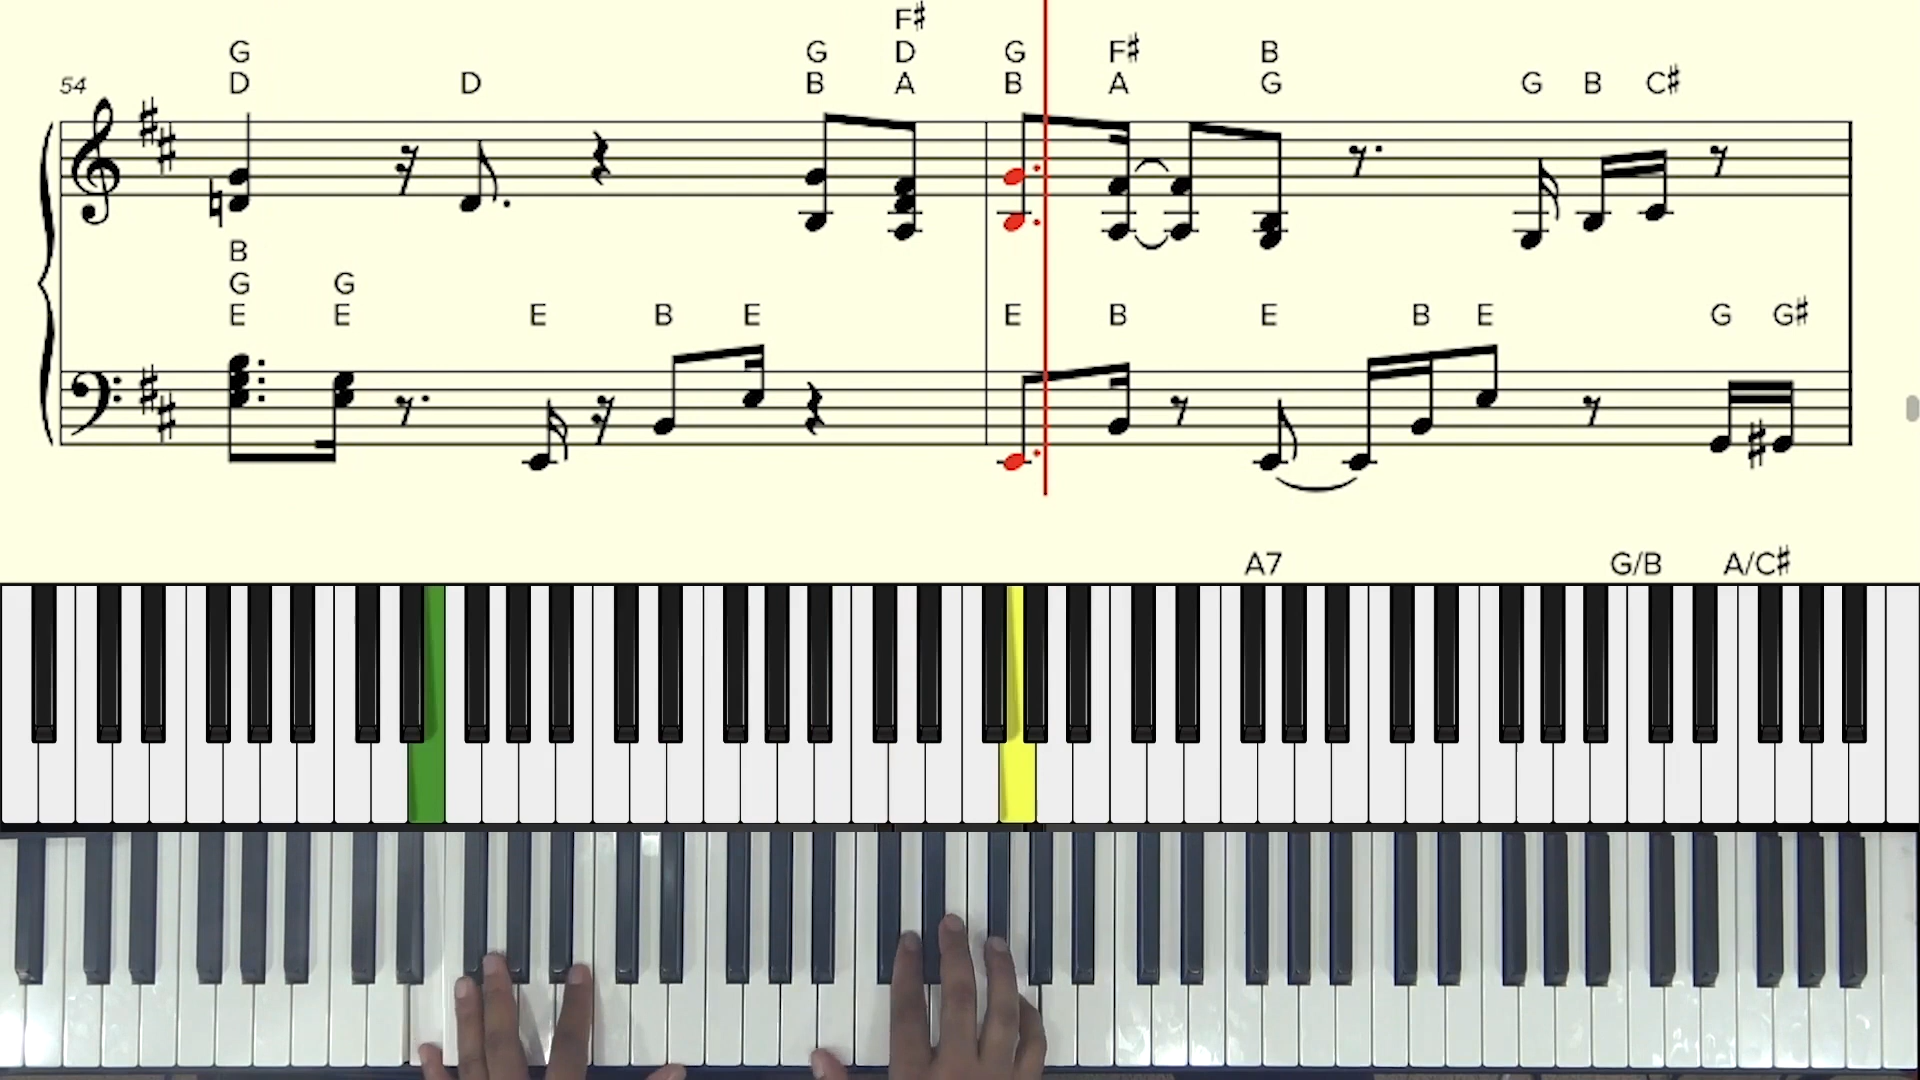 F♯
G G D G F♯ B
54 D D B A B A G G B C♯
B
G G
E E E B E E B E B E G G♯
A7 G/B A/C♯